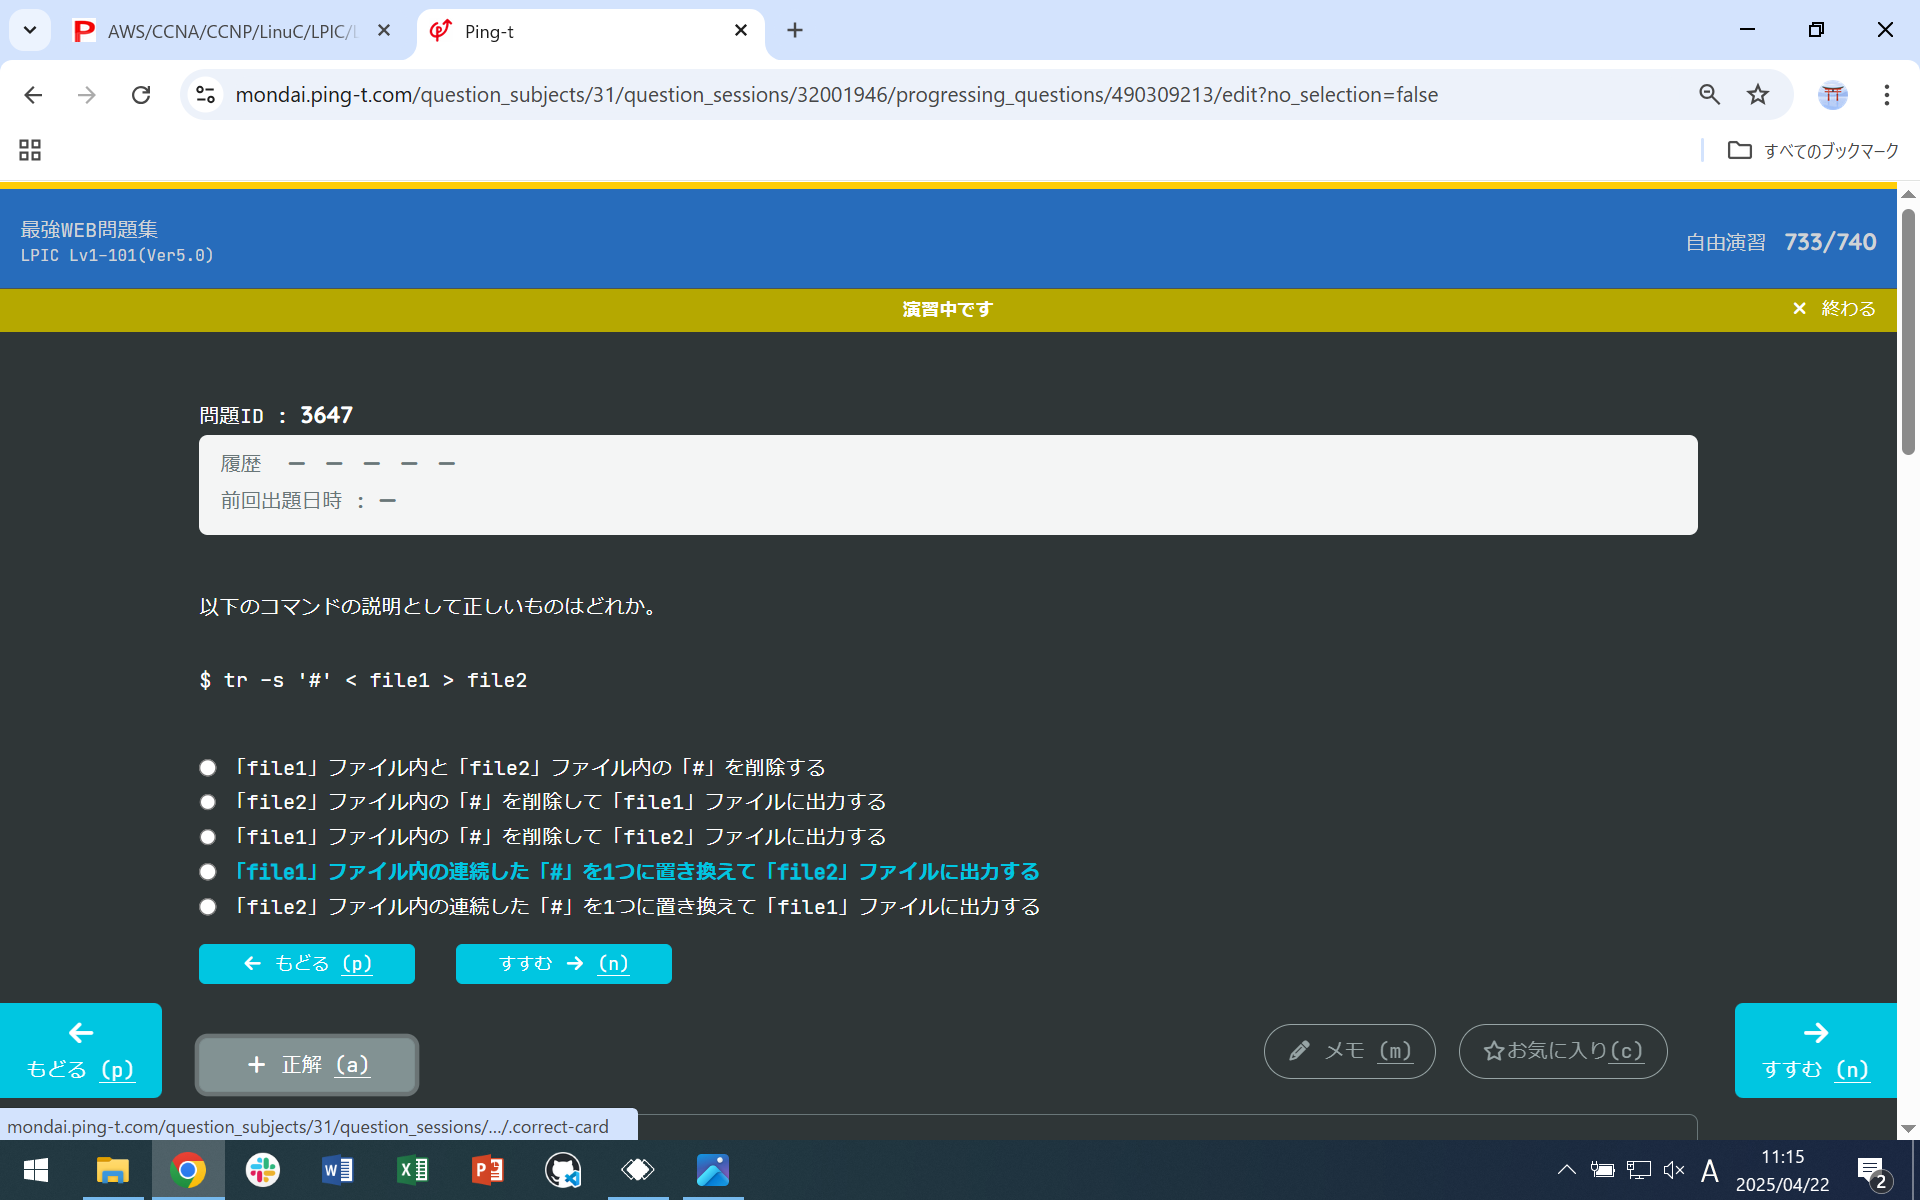 AWS/CCNA/CCNP/LinuC/LPIC/
Ping-t
mondai.ping-t.com/question_subjects/31/question_sessions/32001946/progressing_questions/490309213/edit?no_selection=false
すべてのブックマーク
最強WEB問題集
LPIC Lv1-101(Ver5.0)
自由演習 733/740
演習中です
× 終わる
問題ID : 3647
履歴 ー ー ー ー ー
前回出題日時 : ー
以下のコマンドの説明として正しいものはどれか。
$ tr -s '#' < file1 > file2
「file1」ファイル内と「file2」ファイル内の「#」を削除する
「file2」ファイル内の「#」を削除して「file1」ファイルに出力する
「file1」ファイル内の「#」を削除して「file2」ファイルに出力する
「file1」ファイル内の連続した「#」を1つに置き換えて「file2」ファイルに出力する
「file2」ファイル内の連続した「#」を1つに置き換えて「file1」ファイルに出力する
← もどる (p)
すすむ → (n)
← もどる (p)
+ 正解 (a)
メモ (m)
☆お気に入り(c)
→ すすむ (n)
mondai.ping-t.com/question_subjects/31/question_sessions/.../.correct-card
A
11:15
2025/04/22
2